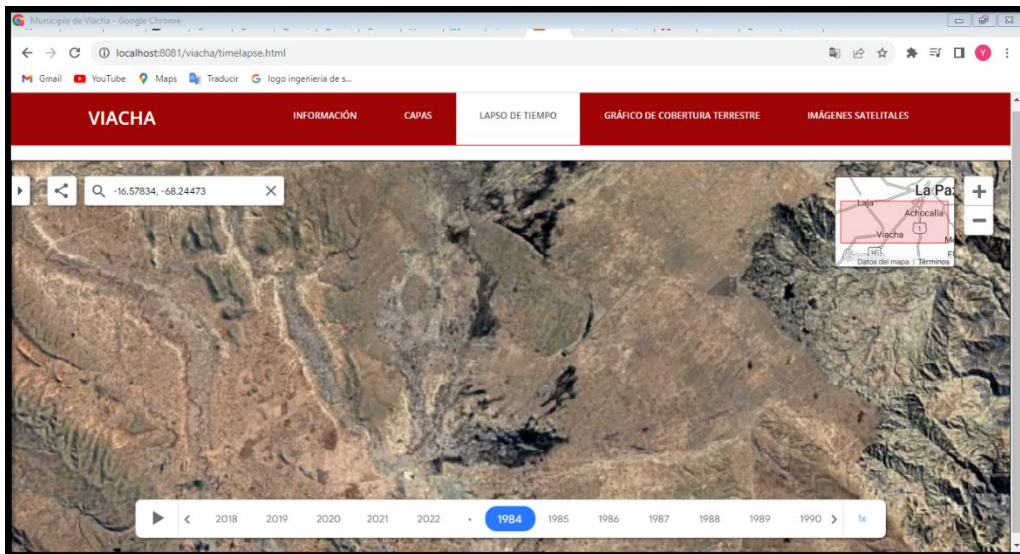 Municipio de Viacha - Google Chrome
localhost:8081/viacha/timelapse.html
Y
Gmail YouTube Maps Traducir G logo ingenieria de s...
VIACHA INFORMACIÓN CAPAS LAPSO DE TIEMPO GRÁFICO DE COBERTURA TERRESTRE IMÁGENES SATELITALES
-16.57834, -68.24473
La Pa
Laja
Achocalla
1
Viacha
Datos del mapa Términos
2018 2019 2020 2021 2022 1984 1985 1986 1987 1988 1989 1990 1x